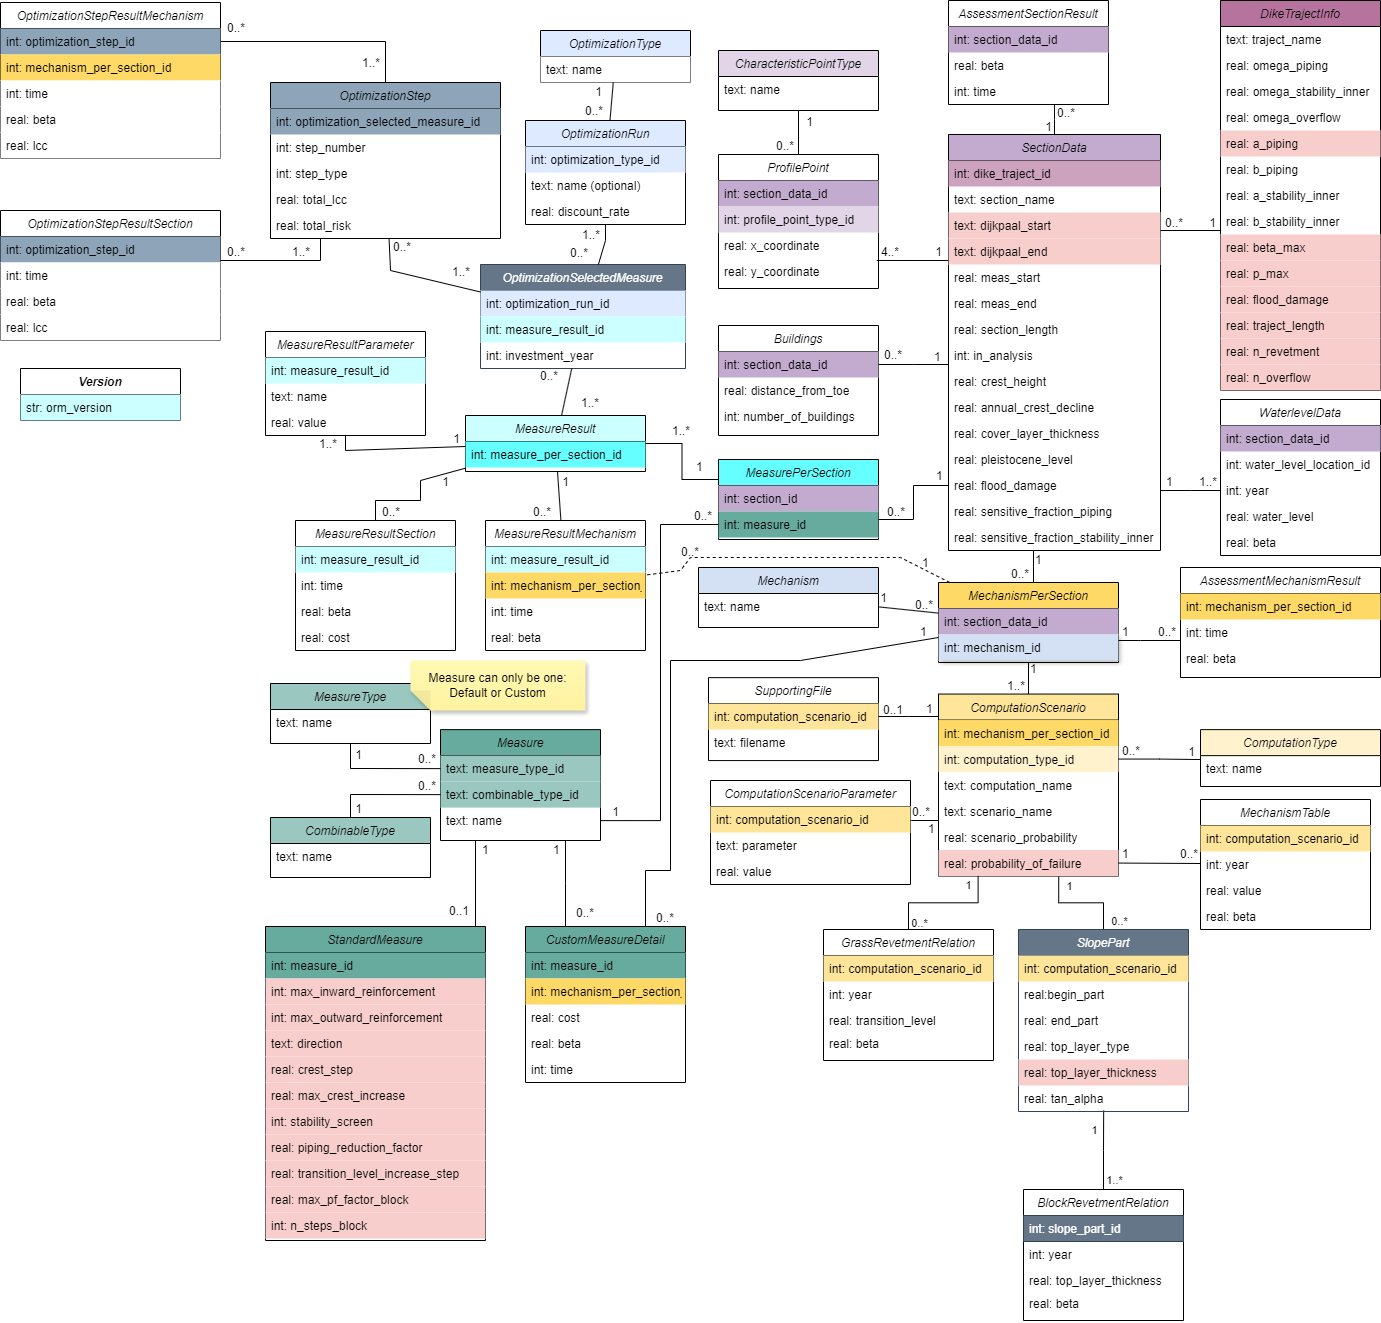 OptimizationStepResultMechanism
int: optimization_step_id
int: mechanism_per_section_id
int: time
real: beta
real: lcc
0..*
1..*
OptimizationStep
int: optimization_selected_measure_id
int: step_number
int: step_type
real: total_lcc
real: total_risk
OptimizationStepResultSection
int: optimization_step_id
int: time
real: beta
real: lcc
0..*
1..*
0..*
1..*
OptimizationType
text: name
1
0..*
OptimizationRun
int: optimization_type_id
text: name (optional)
real: discount_rate
1..*
0..*
OptimizationSelectedMeasure
int: optimization_run_id
int: measure_result_id
int: investment_year
0..*
1..*
Version
str: orm_version
MeasureResultParameter
int: measure_result_id
text: name
real: value
1..*
1
MeasureResult
int: measure_per_section_id
1..*
1
1
0..*
1
0..*
MeasureResultSection
int: measure_result_id
int: time
real: beta
real: cost
MeasureResultMechanism
int: measure_result_id
int: mechanism_per_section_
int: time
real: beta
0..*
1
CharacteristicPointType
text: name
1
0..*
ProfilePoint
int: section_data_id
int: profile_point_type_id
real: x_coordinate
real: y_coordinate
4..*
1
Buildings
int: section_data_id
real: distance_from_toe
int: number_of_buildings
0..*
1
MeasurePerSection
int: section_id
int: measure_id
0..*
0..*
1
AssessmentSectionResult
int: section_data_id
real: beta
int: time
0..*
1
SectionData
int: dike_traject_id
text: section_name
text: dijkpaal_start
text: dijkpaal_end
real: meas_start
real: meas_end
real: section_length
int: in_analysis
real: crest_height
real: annual_crest_decline
real: cover_layer_thickness
real: pleistocene_level
real: flood_damage
real: sensitive_fraction_piping
real: sensitive_fraction_stability_inner
0..*
1
DikeTrajectInfo
text: traject_name
real: omega_piping
real: omega_stability_inner
real: omega_overflow
real: a_piping
real: b_piping
real: a_stability_inner
real: b_stability_inner
real: beta_max
real: p_max
real: flood_damage
real: traject_length
real: n_revetment
real: n_overflow
WaterlevelData
int: section_data_id
int: water_level_location_id
int: year
real: water_level
real: beta
1
1..*
1
0..*
Mechanism
text: name
1
0..*
MechanismPerSection
int: section_data_id
int: mechanism_id
1
1
0..*
AssessmentMechanismResult
int: mechanism_per_section_id
int: time
real: beta
1
1..*
Measure can only be one:
Default or Custom
MeasureType
text: name
1
0..*
0..*
1
CombinableType
text: name
Measure
text: measure_type_id
text: combinable_type_id
text: name
1
1
1
0..1
0..*
0..*
StandardMeasure
int: measure_id
int: max_inward_reinforcement
int: max_outward_reinforcement
text: direction
real: crest_step
real: max_crest_increase
int: stability_screen
real: piping_reduction_factor
real: transition_level_increase_step
real: max_pf_factor_block
int: n_steps_block
CustomMeasureDetail
int: measure_id
int: mechanism_per_section_
real: cost
real: beta
int: time
SupportingFile
int: computation_scenario_id
text: filename
0..1
1
ComputationScenario
int: mechanism_per_section_id
int: computation_type_id
text: computation_name
text: scenario_name
real: scenario_probability
real: probability_of_failure
0..*
1
ComputationType
text: name
ComputationScenarioParameter
int: computation_scenario_id
text: parameter
real: value
0..*
1
MechanismTable
int: computation_scenario_id
int: year
real: value
real: beta
1
0..*
1
0..*
1
0..*
GrassRevetmentRelation
int: computation_scenario_id
int: year
real: transition_level
real: beta
SlopePart
int: computation_scenario_id
real:begin_part
real: end_part
real: top_layer_type
real: top_layer_thickness
real: tan_alpha
1
1..*
BlockRevetmentRelation
int: slope_part_id
int: year
real: top_layer_thickness
real: beta